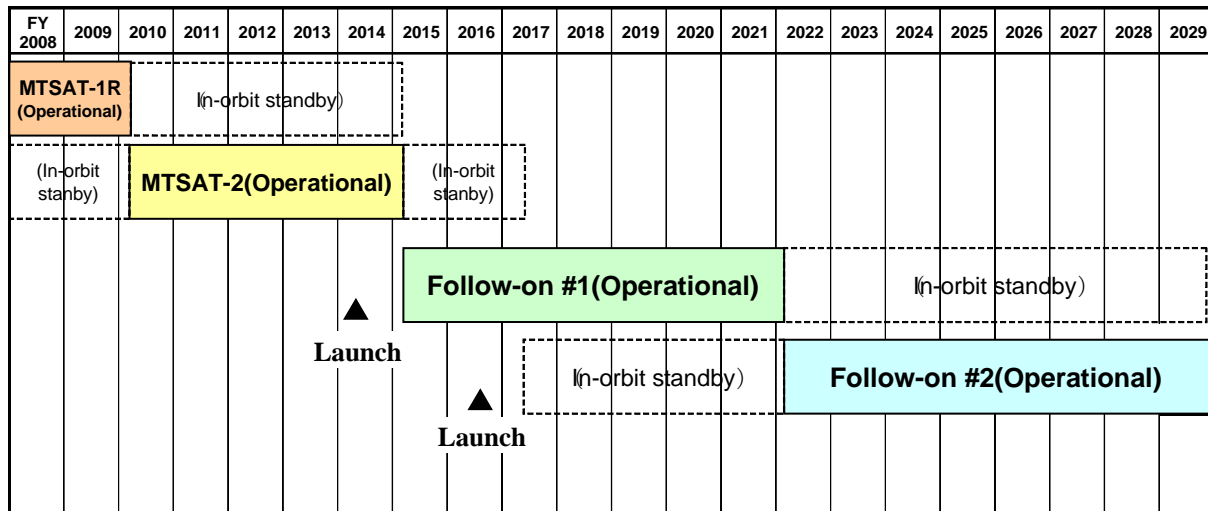 FY
2008 2009 2010 2011 2012 2013 2014 2015 2016 2017 2018 2019 2020 2021 2022 2023 2024 2025 2026 2027 2028 2029
MTSAT-1R
(Operational)
(In-orbit standby)
(In-orbit
stanby)
MTSAT-2(Operational)
(In-orbit
stanby)
Follow-on #1(Operational)
(In-orbit standby)
Launch
(In-orbit standby)
Follow-on #2(Operational)
Launch